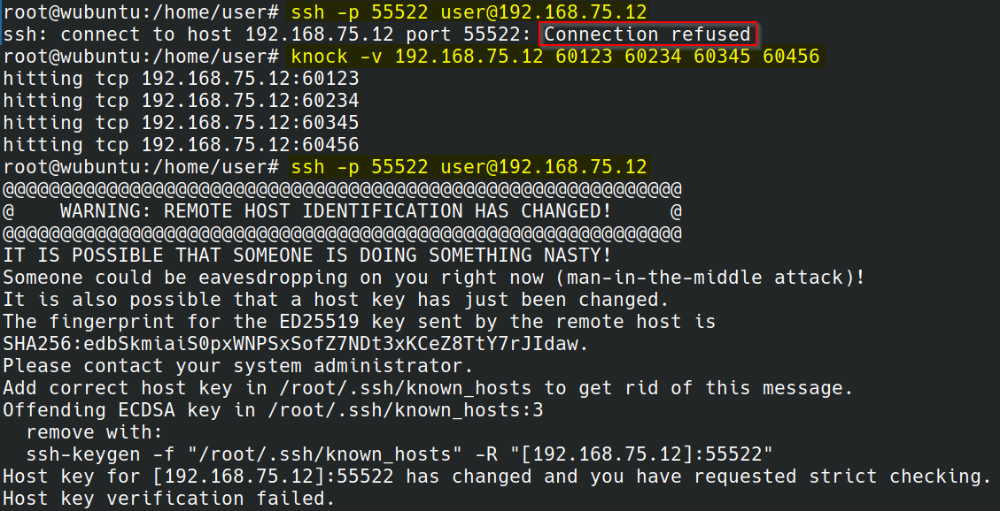 root@wubuntu:/home/user# ssh -p 55522 user@192.168.75.12
ssh: connect to host 192.168.75.12 port 55522: Connection refused
root@wubuntu:/home/user# knock -v 192.168.75.12 60123 60234 60345 60456
hitting tcp 192.168.75.12:60123
hitting tcp 192.168.75.12:60234
hitting tcp 192.168.75.12:60345
hitting tcp 192.168.75.12:60456
root@wubuntu:/home/user# ssh -p 55522 user@192.168.75.12
@@@@@@@@@@@@@@@@@@@@@@@@@@@@@@@@@@@@@@@@@@@@@@@@@@@@@@@@@@@
@    WARNING: REMOTE HOST IDENTIFICATION HAS CHANGED!     @
@@@@@@@@@@@@@@@@@@@@@@@@@@@@@@@@@@@@@@@@@@@@@@@@@@@@@@@@@@@
IT IS POSSIBLE THAT SOMEONE IS DOING SOMETHING NASTY!
Someone could be eavesdropping on you right now (man-in-the-middle attack)!
It is also possible that a host key has just been changed.
The fingerprint for the ED25519 key sent by the remote host is
SHA256:edbSkmiaiS0pxWNPSxSofZ7NDt3xKCeZ8TtY7rJIdaw.
Please contact your system administrator.
Add correct host key in /root/.ssh/known_hosts to get rid of this message.
Offending ECDSA key in /root/.ssh/known_hosts:3
  remove with:
  ssh-keygen -f "/root/.ssh/known_hosts" -R "[192.168.75.12]:55522"
Host key for [192.168.75.12]:55522 has changed and you have requested strict checking.
Host key verification failed.